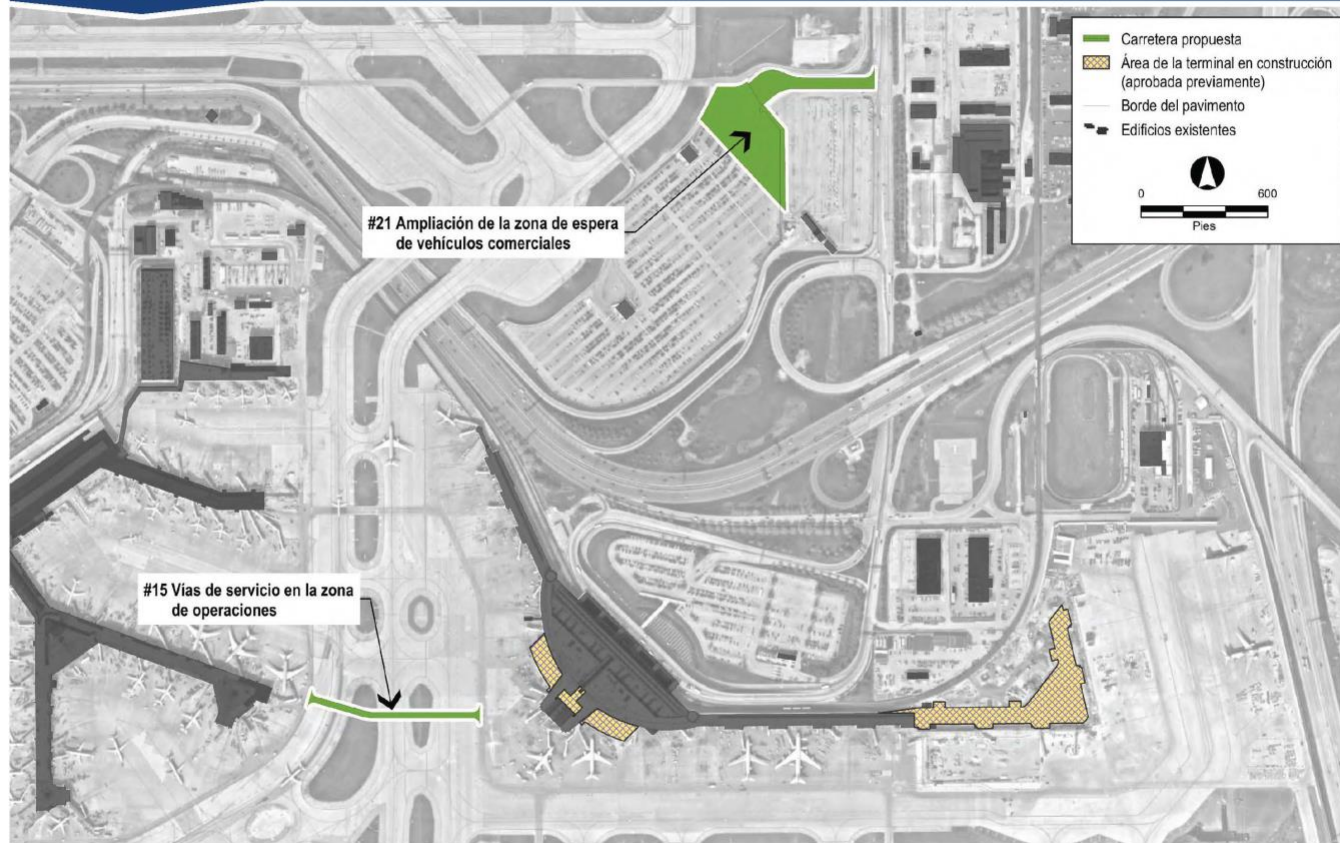 Carretera propuesta
Área de la terminal en construcción
(aprobada previamente)
Borde del pavimento
Edificios existentes
0 600
Pies
#21 Ampliación de la zona de espera
de vehículos comerciales
#15 Vías de servicio en la zona
de operaciones